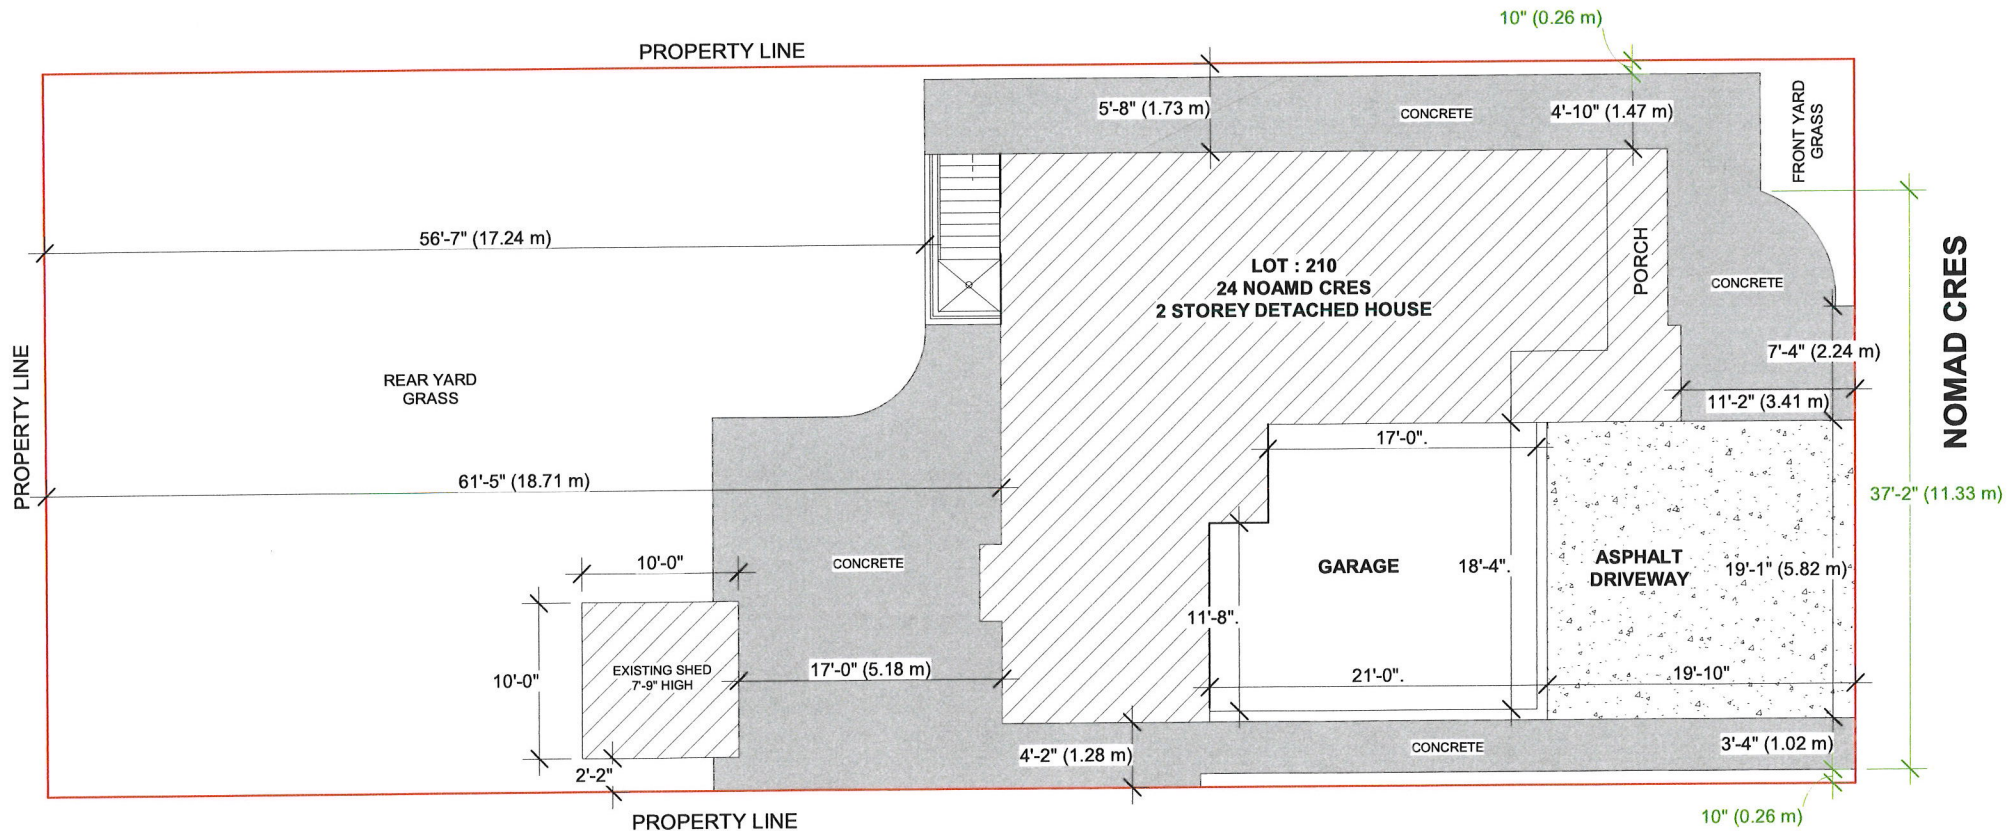 10" (0.26 m)
PROPERTY LINE
5'-8" (1.73 m)
CONCRETE
4'-10" (1.47 m)
FRONT YARD
GRASS
56'-7" (17.24 m)
LOT : 210
24 NOAMD CRES
2 STOREY DETACHED HOUSE
PORCH
CONCRETE
NOMAD CRES
7'-4" (2.24 m)
PROPERTY LINE
REAR YARD
GRASS
11'-2" (3.41 m)
17'-0".
61'-5" (18.71 m)
37'-2" (11.33 m)
10'-0"
CONCRETE
GARAGE
18'-4".
ASPHALT
DRIVEWAY
19'-1" (5.82 m)
11'-8".
10'-0"
EXISTING SHED
7'-9" HIGH
17'-0" (5.18 m)
21'-0".
19'-10"
4'-2" (1.28 m)
CONCRETE
3'-4" (1.02 m)
2'-2"
PROPERTY LINE
10" (0.26 m)